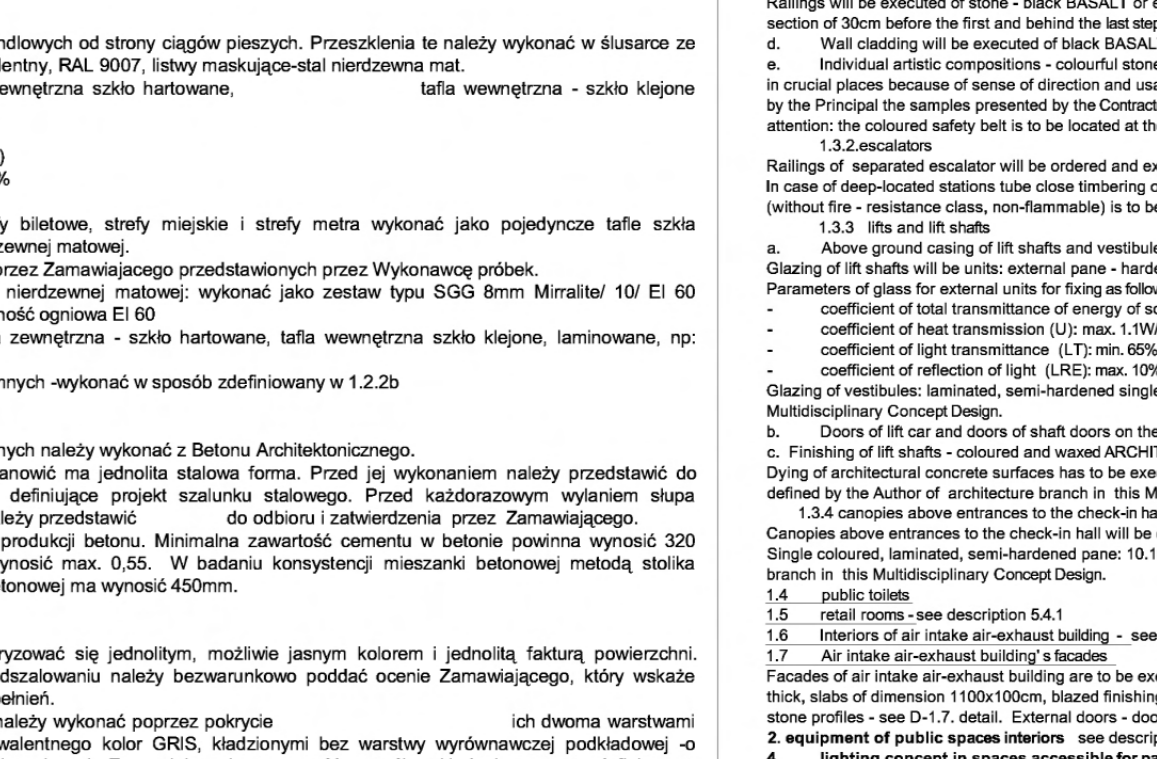 ndlowych od strony ciągów pieszych. Przeszklenia te należy wykonać w ślusarce ze
lentny, RAL 9007, listwy maskujące-stal nierdzewna mat.
ewnętrzna szkło hartowane, tafla wewnętrzna - szkło klejone
)
%
y biletowe, strefy miejskie i strefy metra wykonać jako pojedyncze tafle szkła
zewnej matowej.
orzez Zamawiajacego przedstawionych przez Wykonawcę próbek.
nierdzewnej matowej: wykonać jako zestaw typu SGG 8mm Mirralite/ 10/ EI 60
ność ogniowa EI 60
a zewnętrzna - szkło hartowane, tafla wewnętrzna szkło klejone, laminowane, np:
nnych -wykonać w sposób zdefiniowany w 1.2.2b
nych należy wykonać z Betonu Architektonicznego.
anowić ma jednolita stalowa forma. Przed jej wykonaniem należy przedstawić do
definiujące projekt szalunku stalowego. Przed każdorazowym wylaniem słupa
leży przedstawić do odbioru i zatwierdzenia przez Zamawiającego.
produkcji betonu. Minimalna zawartość cementu w betonie powinna wynosić 320
ynosić max. 0,55. W badaniu konsystencji mieszanki betonowej metodą stolika
etonowej ma wynosić 450mm.
ryzować się jednolitym, możliwie jasnym kolorem i jednolitą fakturą powierzchni.
dszalowaniu należy bezwarunkowo poddać ocenie Zamawiającego, który wskaże
pełnień.
należy wykonać poprzez pokrycie ich dwoma warstwami
walentnego kolor GRIS, kładzionymi bez warstwy wyrównawczej podkładowej -o
Railings will be executed of stone - black BASALT or e
section of 30cm before the first and behind the last step
d. Wall cladding will be executed of black BASAL
e. Individual artistic compositions - colourful stone
in crucial places because of sense of direction and usa
by the Principal the samples presented by the Contract
attention: the coloured safety belt is to be located at th
1.3.2.escalators
Railings of separated escalator will be ordered and ex
In case of deep-located stations tube close timbering o
(without fire - resistance class, non-flammable) is to be
1.3.3 lifts and lift shafts
a. Above ground casing of lift shafts and vestibule
Glazing of lift shafts will be units: external pane - harde
Parameters of glass for external units for fixing as follow
- coefficient of total transmittance of energy of so
- coefficient of heat transmission (U): max. 1.1W/
- coefficient of light transmittance (LT): min. 65%
- coefficient of reflection of light (LRE): max. 10%
Glazing of vestibules: laminated, semi-hardened single
Multidisciplinary Concept Design.
b. Doors of lift car and doors of shaft doors on the
c. Finishing of lift shafts - coloured and waxed ARCHIT
Dying of architectural concrete surfaces has to be exe
defined by the Author of architecture branch in this M
1.3.4 canopies above entrances to the check-in ha
Canopies above entrances to the check-in hall will be
Single coloured, laminated, semi-hardened pane: 10.1
branch in this Multidisciplinary Concept Design.
1.4 public toilets
1.5 retail rooms - see description 5.4.1
1.6 Interiors of air intake air-exhaust building - see
1.7 Air intake air-exhaust building's facades
Facades of air intake air-exhaust building are to be exe
thick, slabs of dimension 1100x100cm, blazed finishing
stone profiles - see D-1.7. detail. External doors - doo
2. equipment of public spaces interiors see descrip
4. lighting concept in spaces accessible for pa